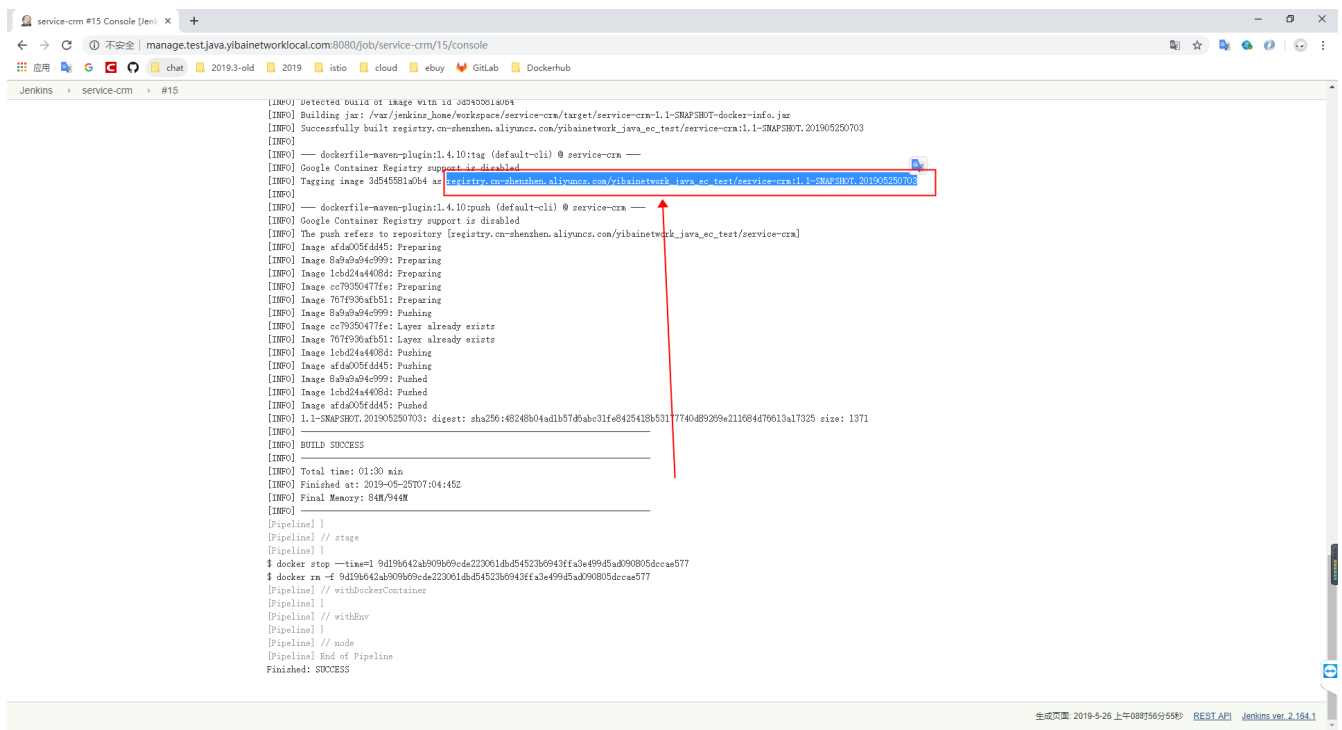 service-crm #15 Console [Jenk
不安全 | manage.test.java.yibainetworklocal.com:8080/job/service-crm/15/console
应用 chat 2019.3-old 2019 istio cloud ebuy GitLab Dockerhub
Jenkins service-crm #15
[INFO] Detected build of image with id 3d545581a0b4
[INFO] Building jar: /var/jenkins_home/workspace/service-crm/target/service-crm-1.1-SNAPSHOT-docker-info.jar
[INFO] Successfully built registry.cn-shenzhen.aliyuncs.com/yibainetwork_java_ec_test/service-crm:1.1-SNAPSHOT.201905250703
[INFO]
[INFO] --- dockerfile-maven-plugin:1.4.10:tag (default-cli) @ service-crm ---
[INFO] Google Container Registry support is disabled
[INFO] Tagging image 3d545581a0b4 as registry.cn-shenzhen.aliyuncs.com/yibainetwork_java_ec_test/service-crm:1.1-SNAPSHOT.201905250703
[INFO]
[INFO] --- dockerfile-maven-plugin:1.4.10:push (default-cli) @ service-crm ---
[INFO] Google Container Registry support is disabled
[INFO] The push refers to repository [registry.cn-shenzhen.aliyuncs.com/yibainetwork_java_ec_test/service-crm]
[INFO] Image afda005fdd45: Preparing
[INFO] Image 8a9a9a94c999: Preparing
[INFO] Image 1cbd24a4408d: Preparing
[INFO] Image cc79350477fe: Preparing
[INFO] Image 767f936afb51: Preparing
[INFO] Image 8a9a9a94c999: Pushing
[INFO] Image cc79350477fe: Layer already exists
[INFO] Image 767f936afb51: Layer already exists
[INFO] Image 1cbd24a4408d: Pushing
[INFO] Image afda005fdd45: Pushing
[INFO] Image 8a9a9a94c999: Pushed
[INFO] Image 1cbd24a4408d: Pushed
[INFO] Image afda005fdd45: Pushed
[INFO] 1.1-SNAPSHOT.201905250703: digest: sha256:48248b04ad1b57d6abc31fe8425418b53177740d89269e211684d76613a17325 size: 1371
[INFO]
[INFO] BUILD SUCCESS
[INFO]
[INFO] Total time: 01:30 min
[INFO] Finished at: 2019-05-25T07:04:45Z
[INFO] Final Memory: 84M/944M
[INFO]
[Pipeline] }
[Pipeline] // stage
[Pipeline] }
$ docker stop --time=1 9d19b642ab909b69cde223061dbd54523b6943ffa3e499d5ad090805dccae577
$ docker rm -f 9d19b642ab909b69cde223061dbd54523b6943ffa3e499d5ad090805dccae577
[Pipeline] // withDockerContainer
[Pipeline] }
[Pipeline] // withEnv
[Pipeline] }
[Pipeline] // node
[Pipeline] End of Pipeline
Finished: SUCCESS
生成页面: 2019-5-26 上午08时56分55秒 REST API Jenkins ver. 2.164.1